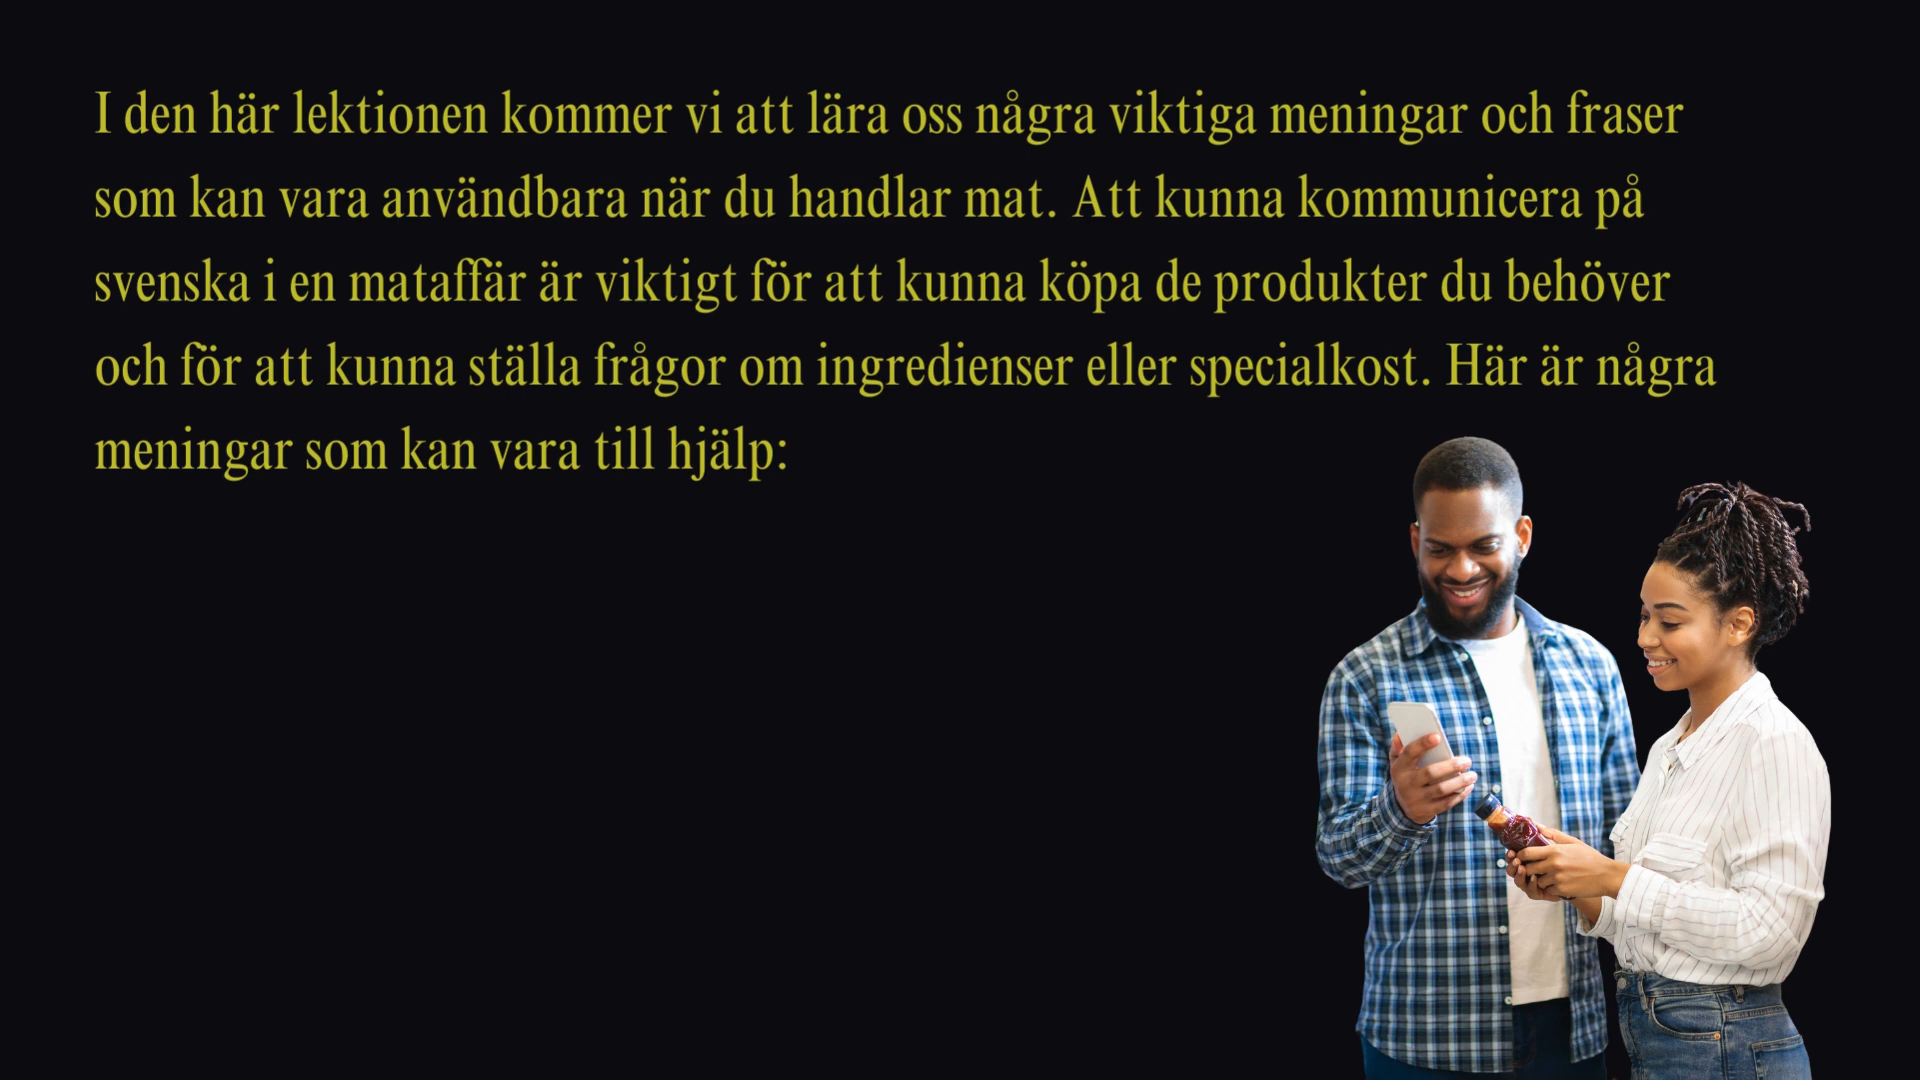 I den här lektionen kommer vi att lära oss några viktiga meningar och fraser
som kan vara användbara när du handlar mat. Att kunna kommunicera på
svenska i en mataffär är viktigt för att kunna köpa de produkter du behöver
och för att kunna ställa frågor om ingredienser eller specialkost. Här är några
meningar som kan vara till hjälp: